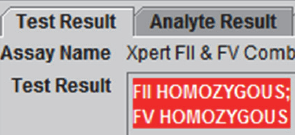 Test Result
Analyte Result
Assay Name Xpert FII & FV Comb
Test Result FII HOMOZYGOUS;
FV HOMOZYGOUS